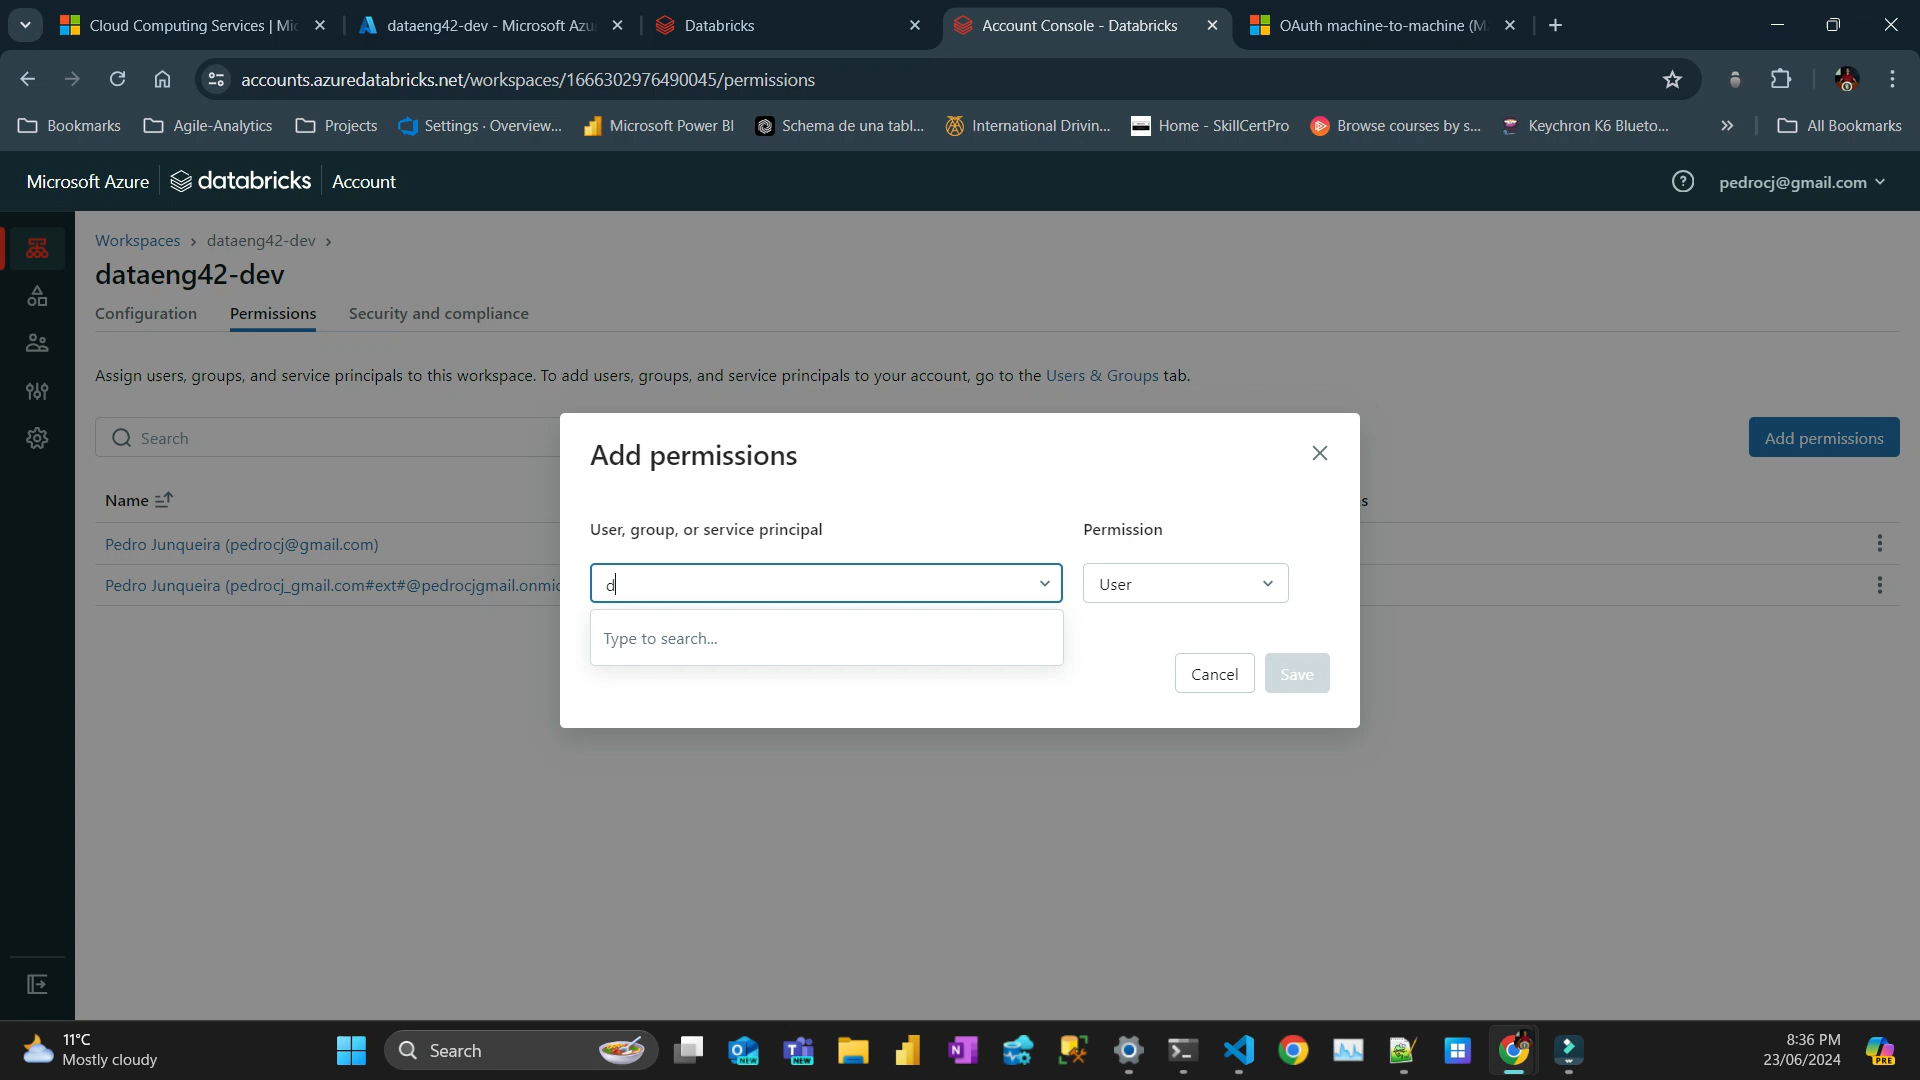 Cloud Computing Services | Mic
dataeng42-dev - Microsoft Azu
Databricks
Account Console - Databricks
OAuth machine-to-machine (M
accounts.azuredatabricks.net/workspaces/1666302976490045/permissions
Bookmarks
Agile-Analytics
Projects
Settings · Overview...
Microsoft Power BI
Schema de una tabl...
International Drivin...
Home - SkillCertPro
Browse courses by s...
Keychron K6 Blueto...
All Bookmarks
Microsoft Azure
databricks
Account
pedrocj@gmail.com
Workspaces > dataeng42-dev >
dataeng42-dev
Configuration
Permissions
Security and compliance
Assign users, groups, and service principals to this workspace. To add users, groups, and service principals to your account, go to the Users & Groups tab.
Search
Add permissions
Name
s
Pedro Junqueira (pedrocj@gmail.com)
Pedro Junqueira (pedrocj_gmail.com#ext#@pedrocjgmail.onmic
Add permissions
User, group, or service principal
Permission
d
User
Type to search...
Cancel
Save
11°C
Mostly cloudy
Search
NEW
NEW
8:36 PM
23/06/2024
PRE